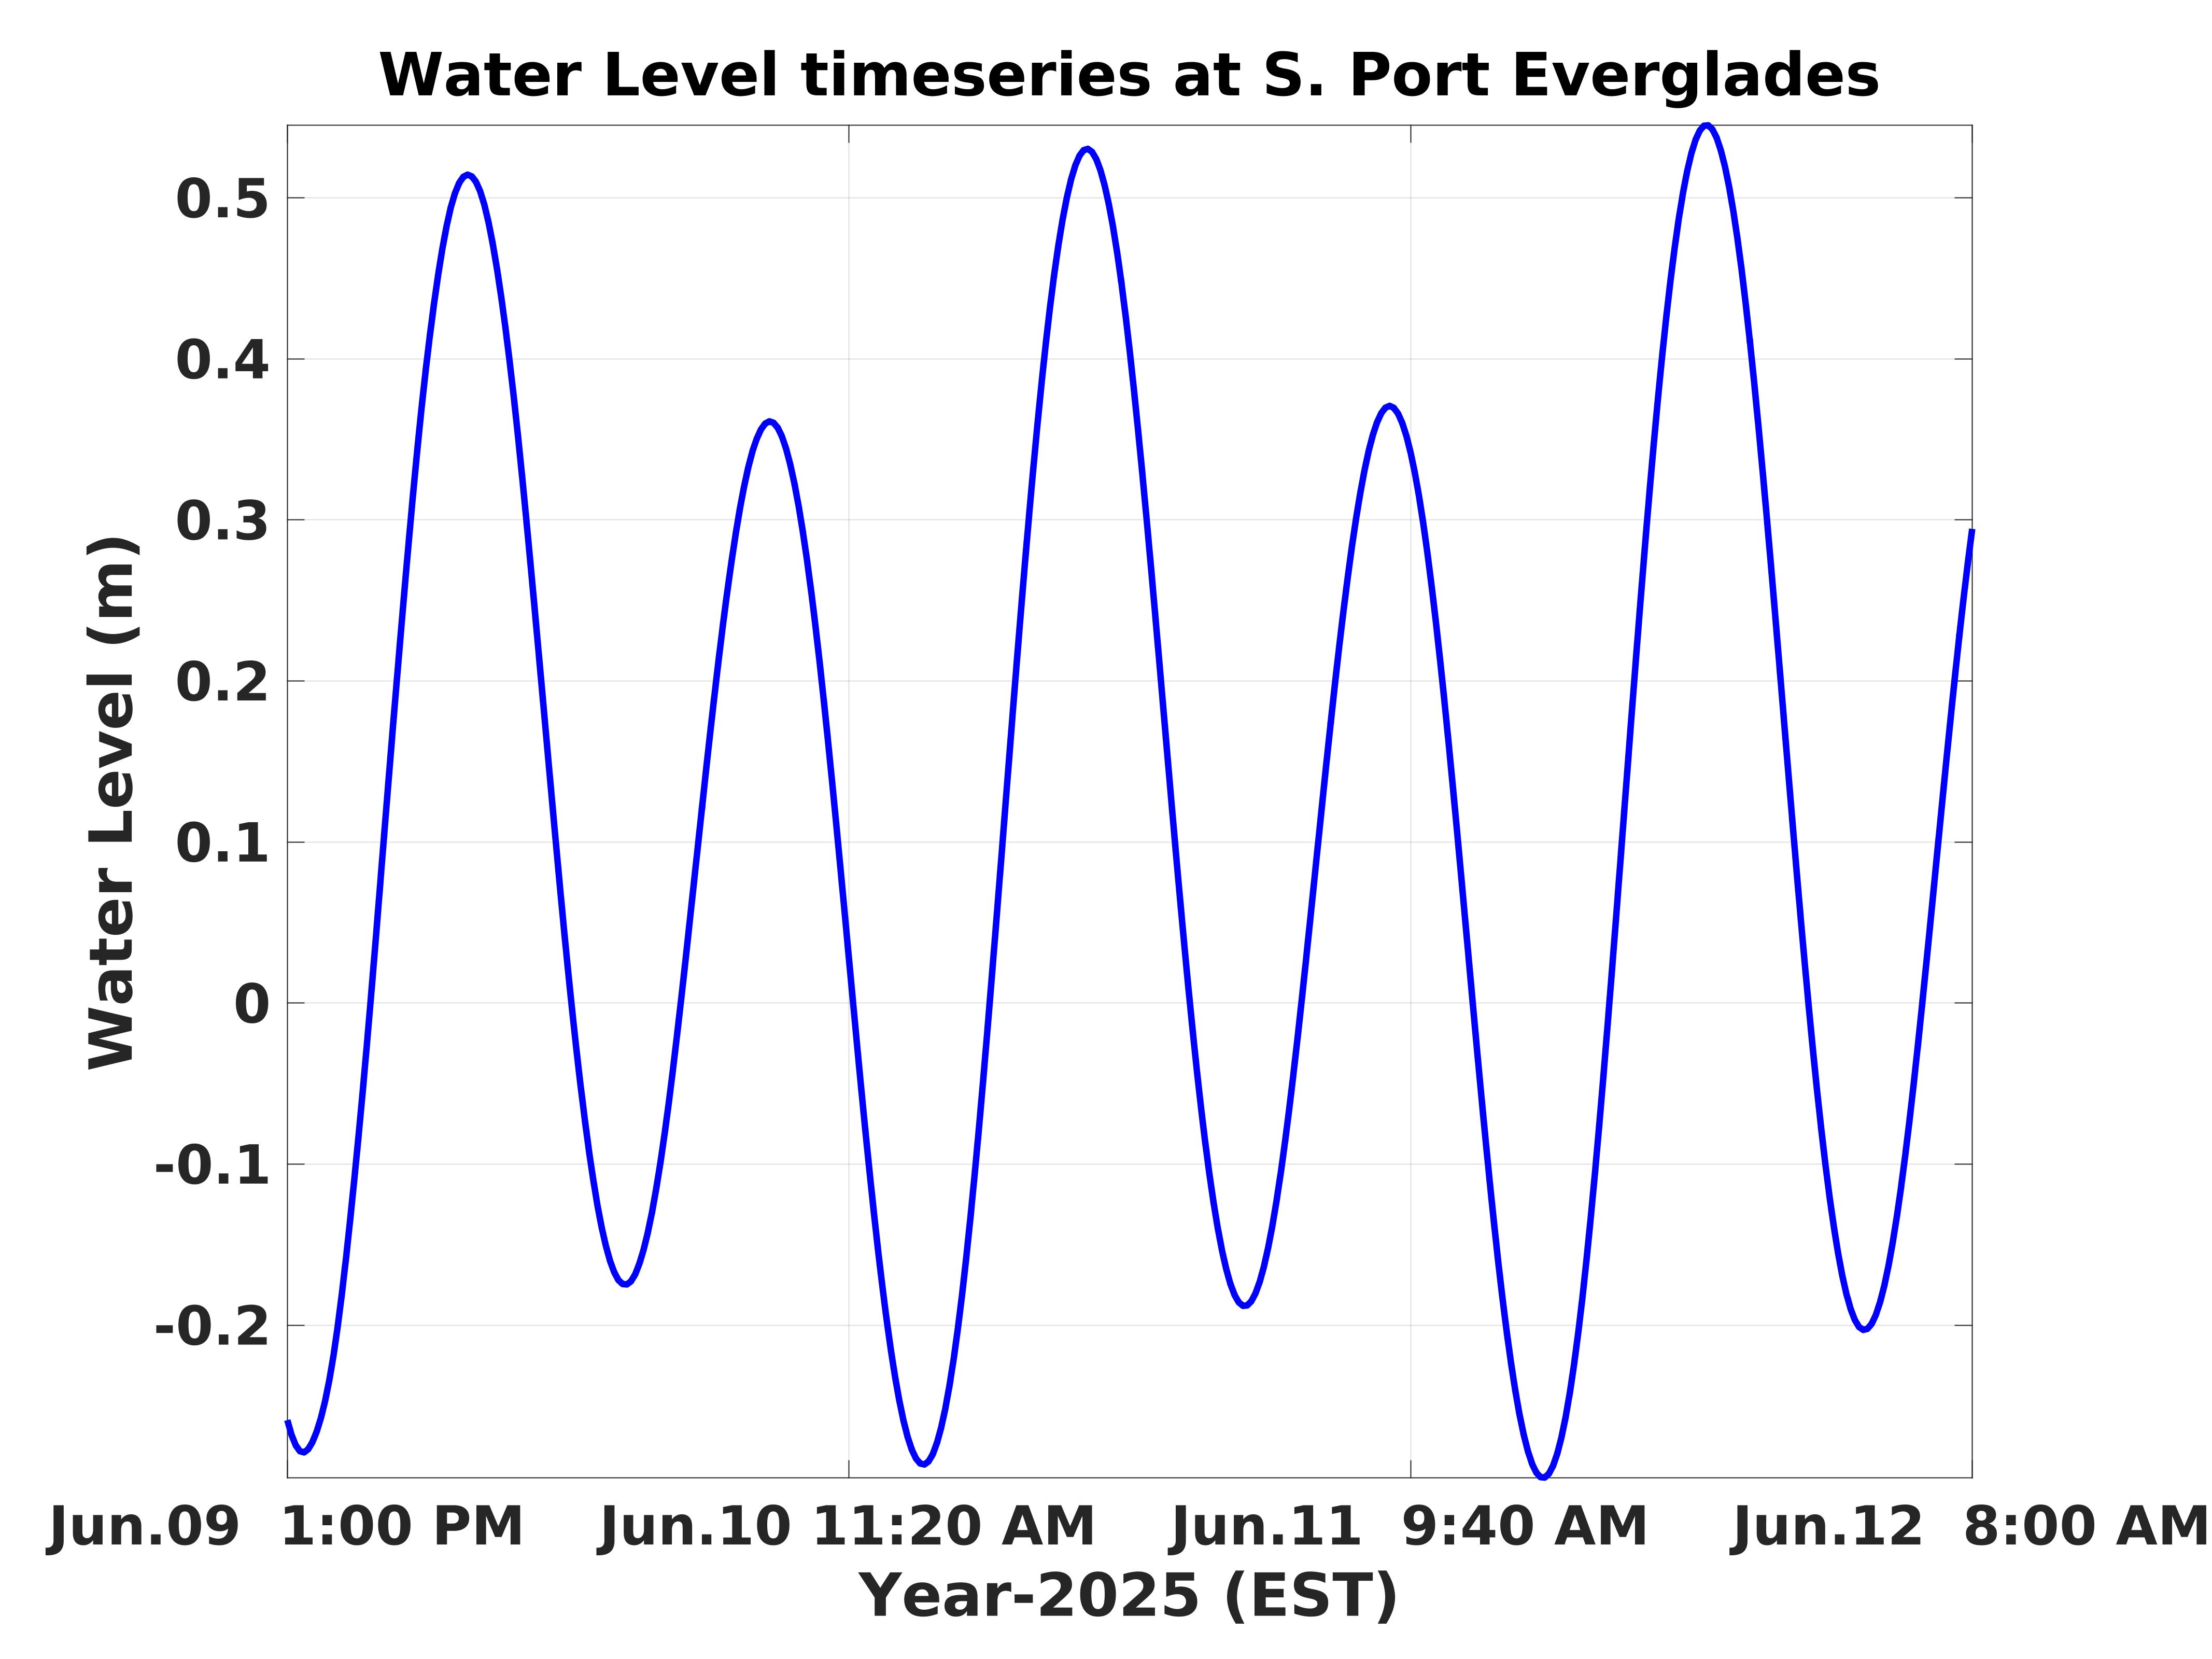 Water Level timeseries at S. Port Everglades
Water Level (m)
0.5
0.4
0.3
0.2
0.1
0
-0.1
-0.2
Jun.09 1:00 PM Jun.10 11:20 AM Jun.11 9:40 AM Jun.12 8:00 AM
Year-2025 (EST)